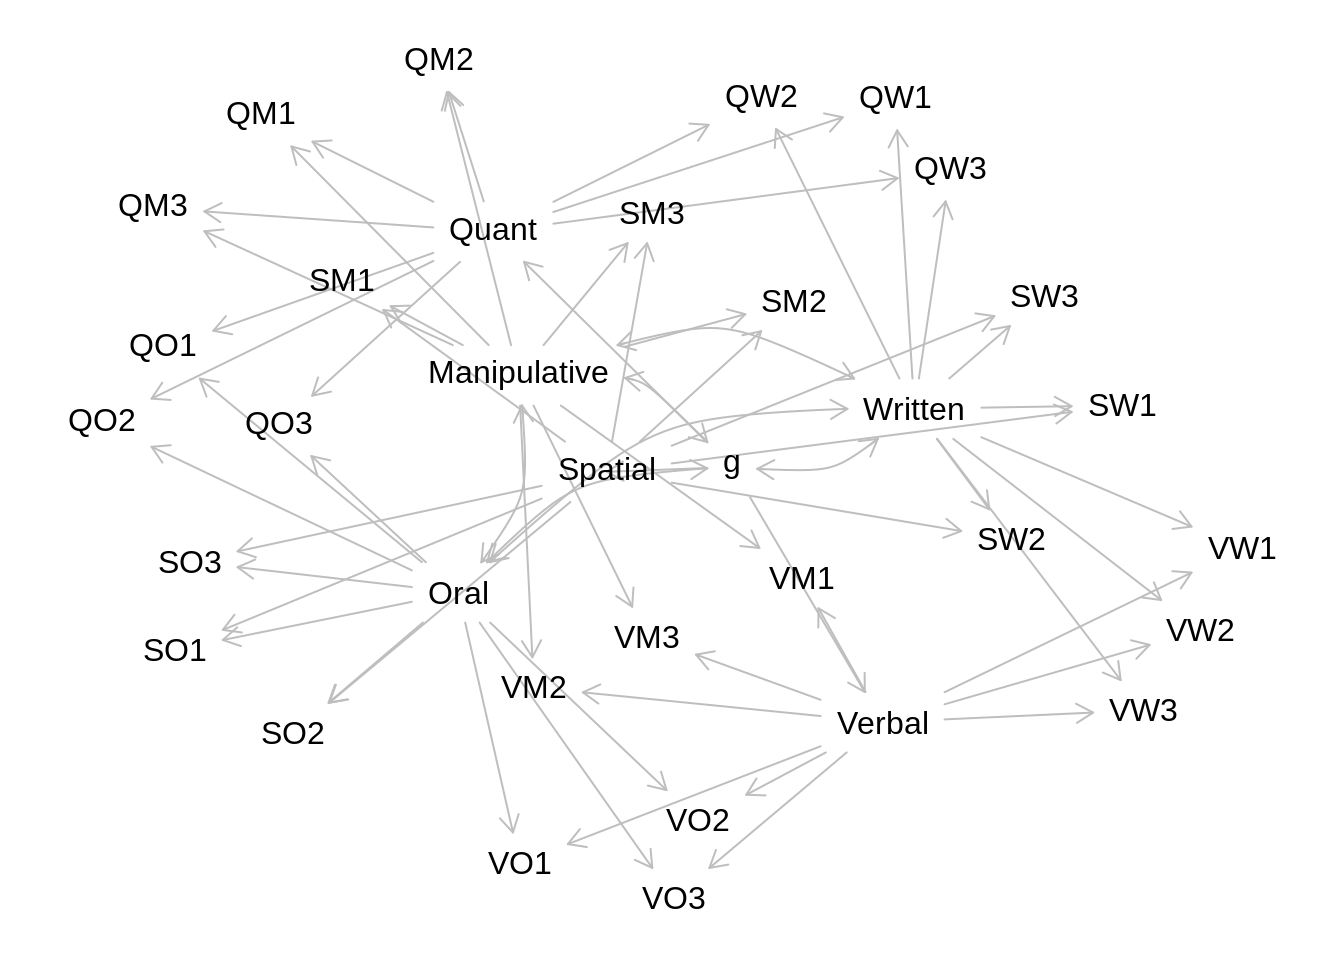 QM2
QW2
QW1
QM1
QW3
QM3
SM3
Quant
SM1
SW3
SM2
QO1
Manipulative
SW1
Written
QO2
QO3
g
Spatial
SW2
VW1
SO3
VM1
Oral
VW2
VM3
SO1
VM2
VW3
Verbal
SO2
VO2
VO1
VO3